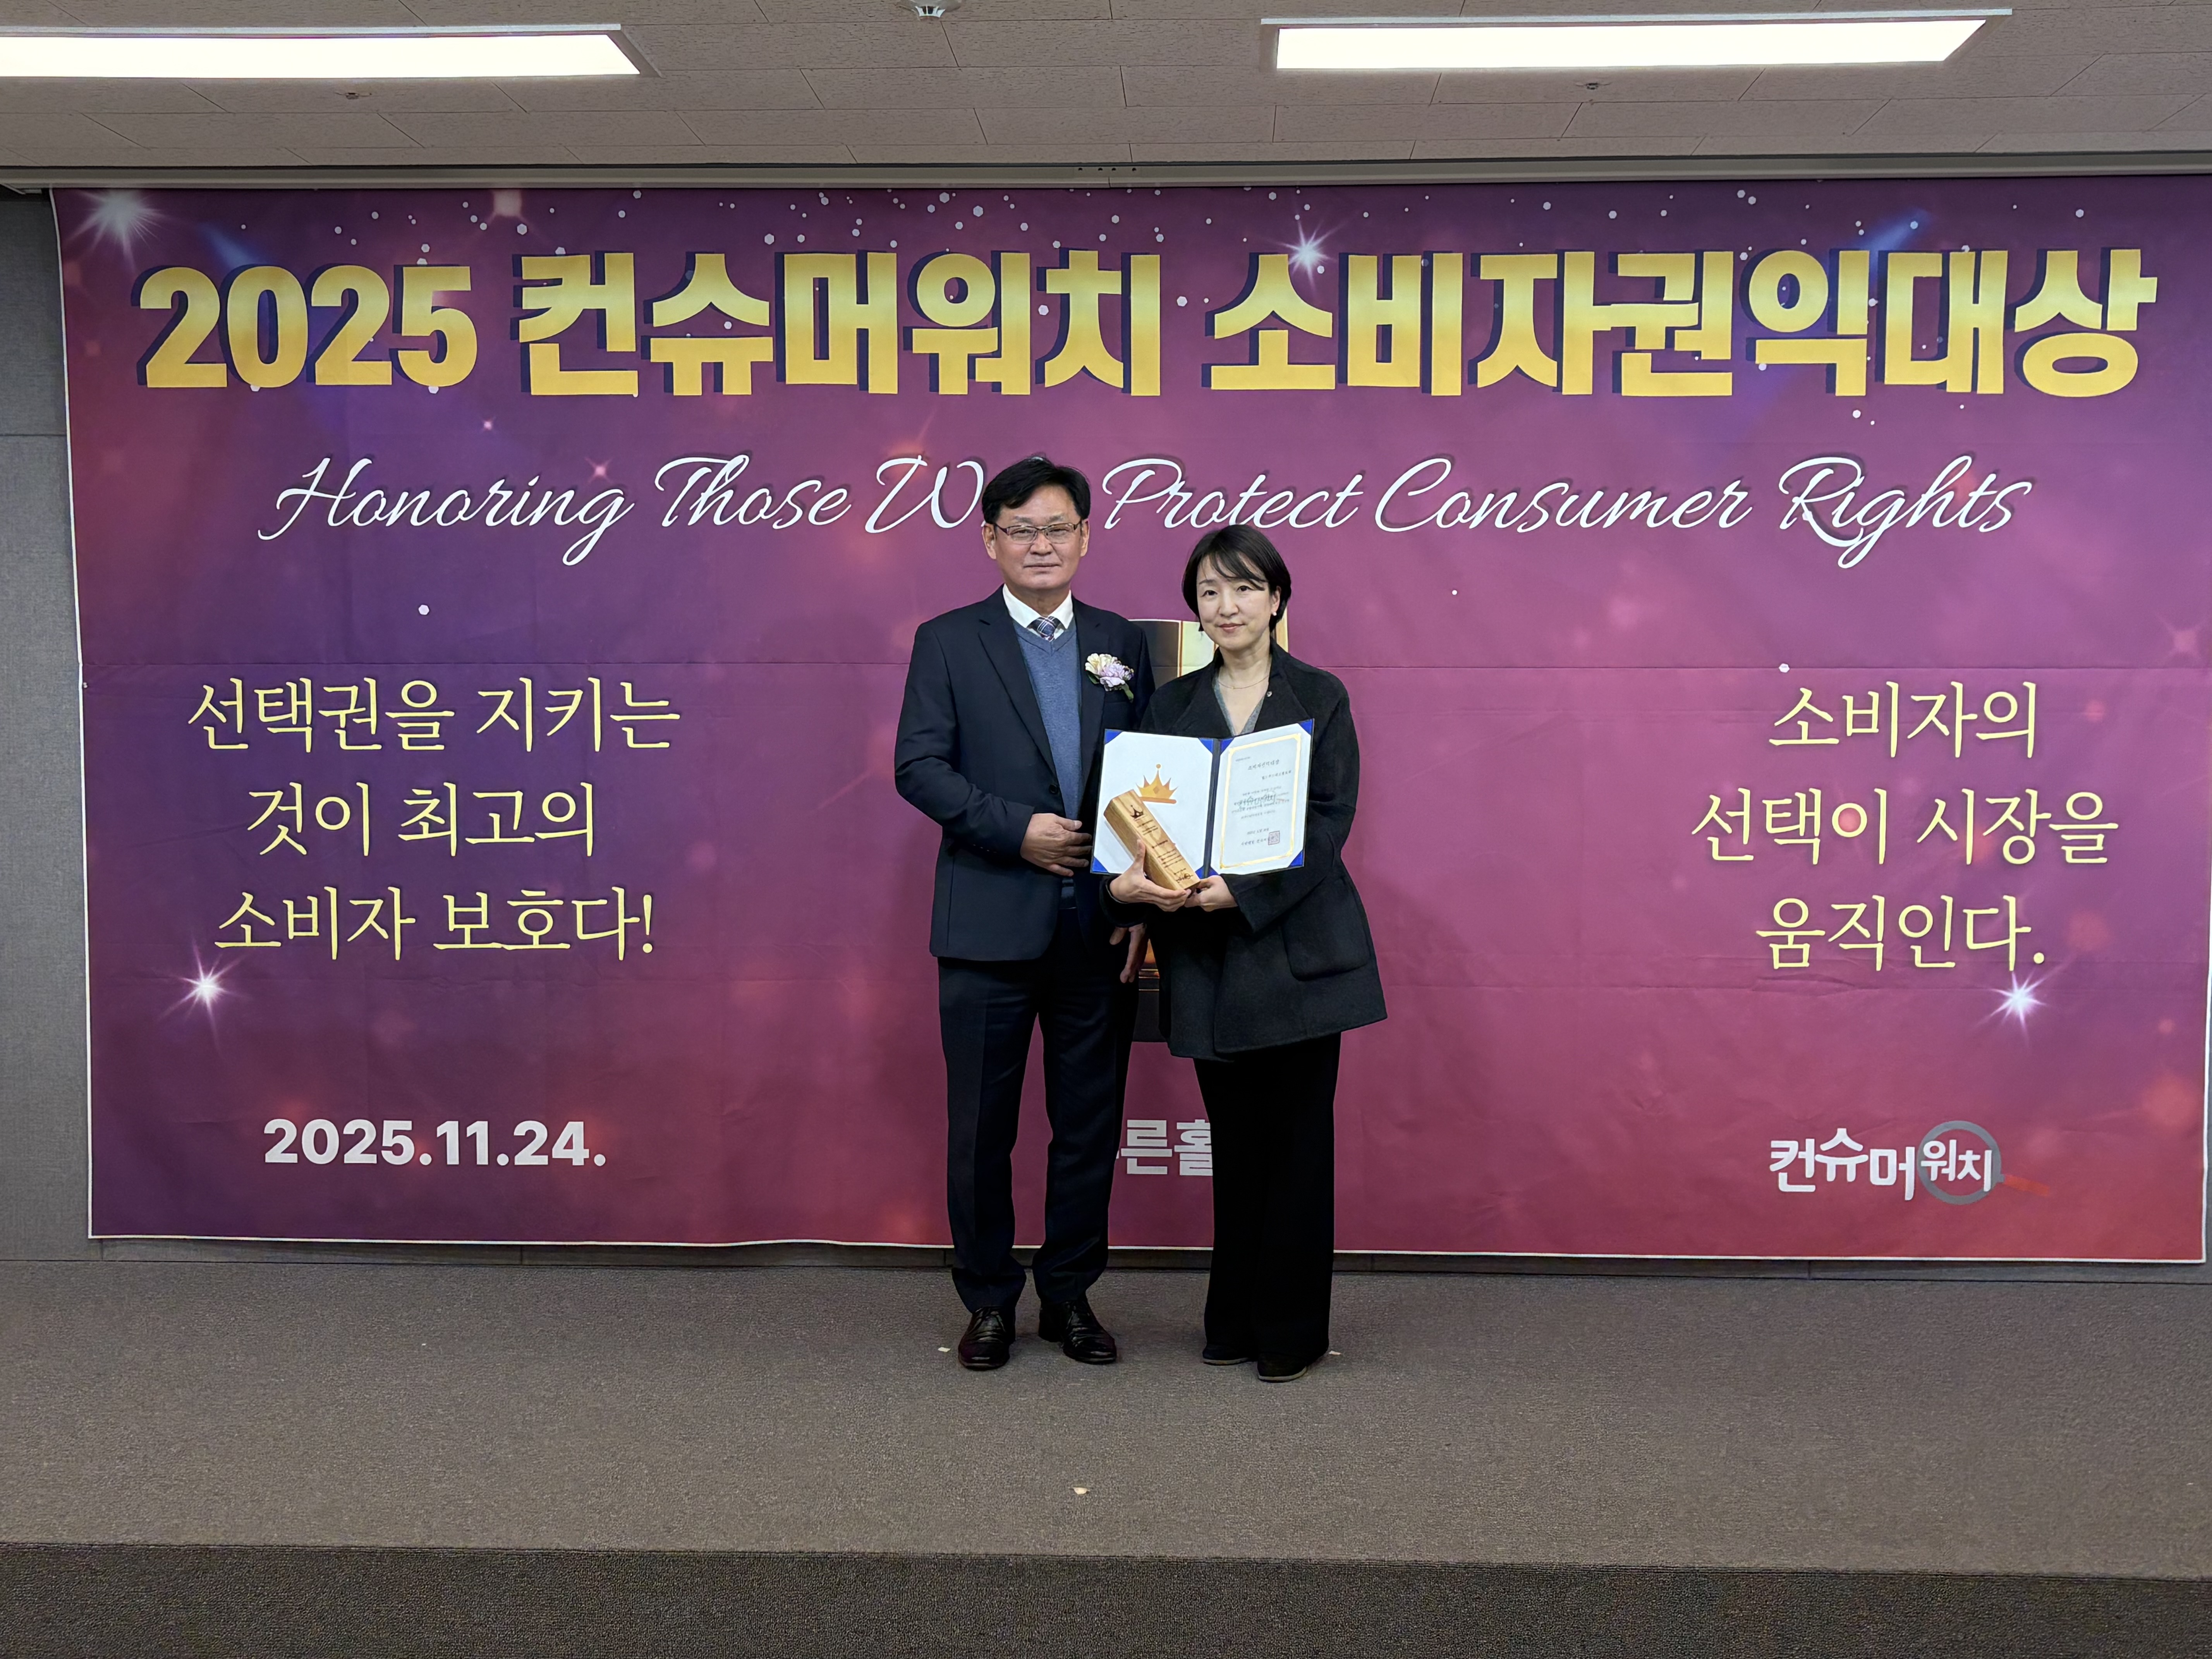 2025 컨슈머워치 소비자권익대상
Honoring Those Protect Consumer Rights
선택권을 지키는
것이 최고의
소비자 보호다!
소비자의
선택이 시장을
움직인다.
2025.11.24.
컨슈머워치